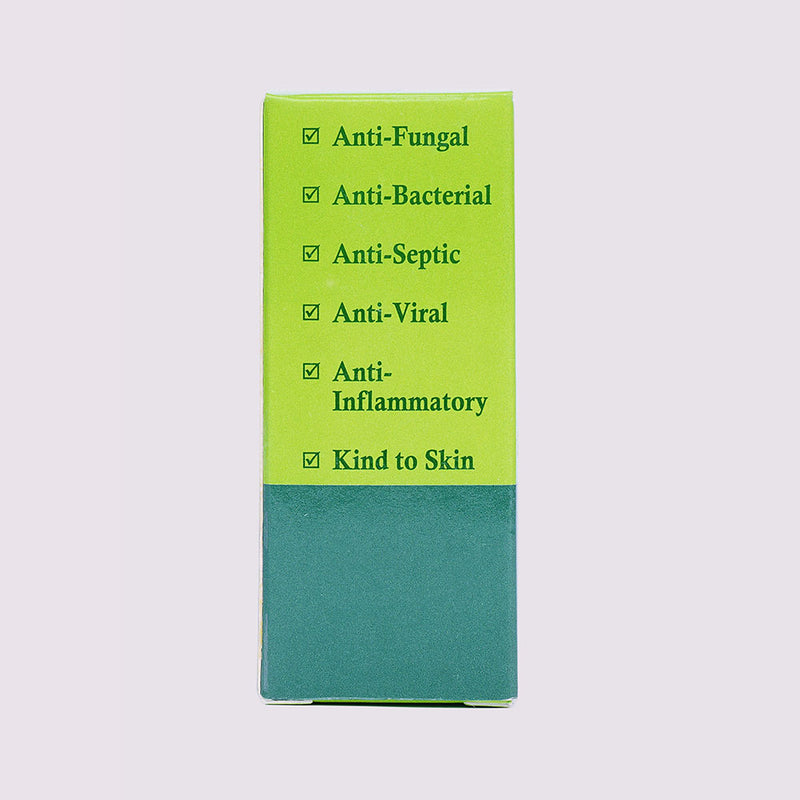 ☑ Anti-Fungal
☑ Anti-Bacterial
☑ Anti-Septic
☑ Anti-Viral
☑ Anti-
Inflammatory
☑ Kind to Skin